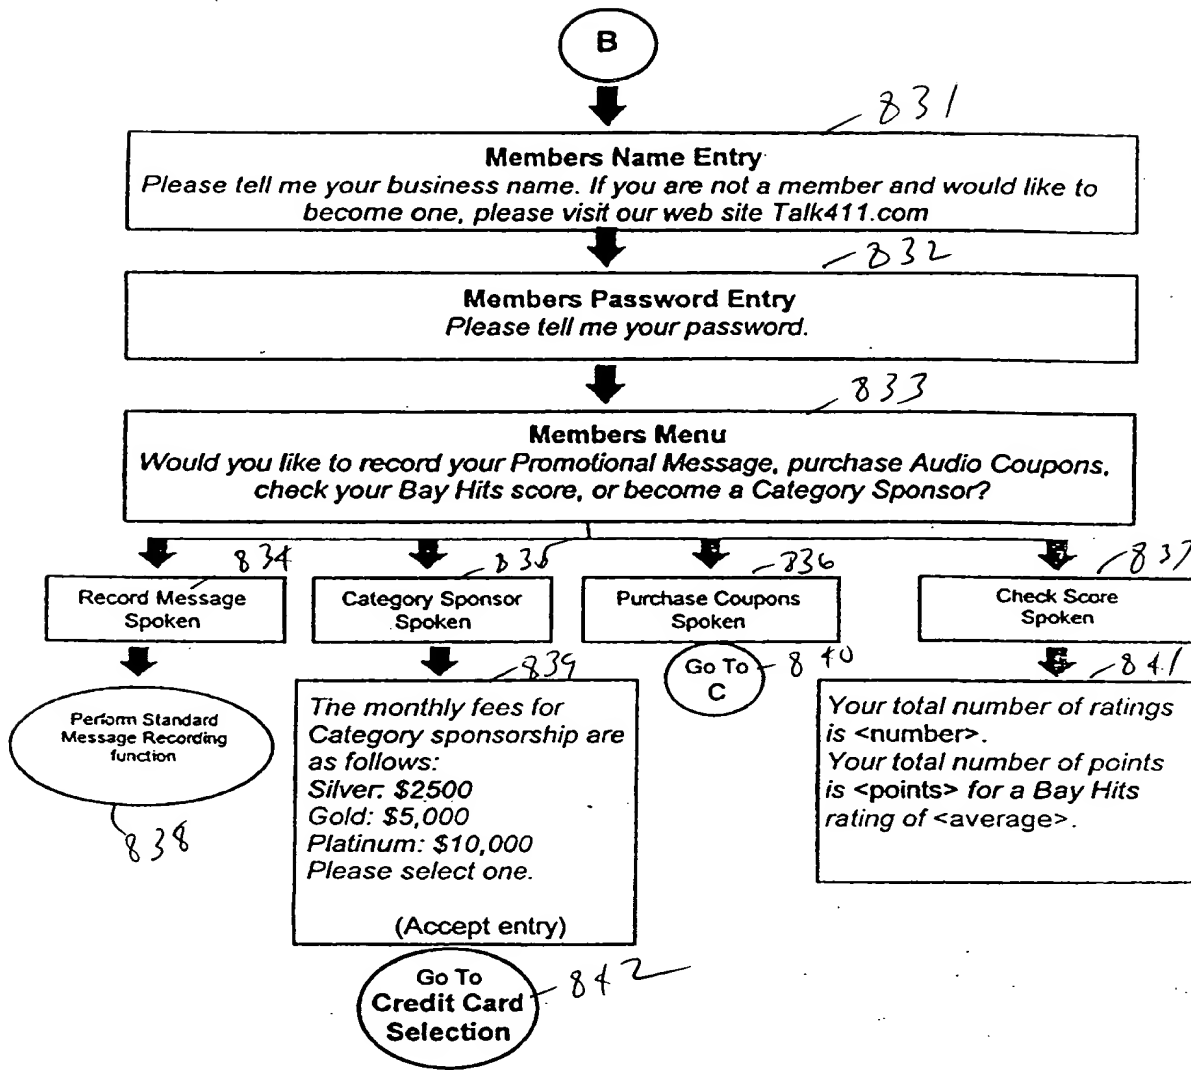 B
831
Members Name Entry
Please tell me your business name. If you are not a member and would like to
become one, please visit our web site Talk411.com
832
Members Password Entry
Please tell me your password.
833
Members Menu
Would you like to record your Promotional Message, purchase Audio Coupons,
check your Bay Hits score, or become a Category Sponsor?
834
835
836
837
Record Message
Spoken
Category Sponsor
Spoken
Purchase Coupons
Spoken
Check Score
Spoken
Perform Standard
Message Recording
function
838
839
The monthly fees for
Category sponsorship are
as follows:
Silver: $2500
Gold: $5,000
Platinum: $10,000
Please select one.
(Accept entry)
Go To
Credit Card
Selection
842
Go To
C
840
841
Your total number of ratings
is <number>.
Your total number of points
is <points> for a Bay Hits
rating of <average>.